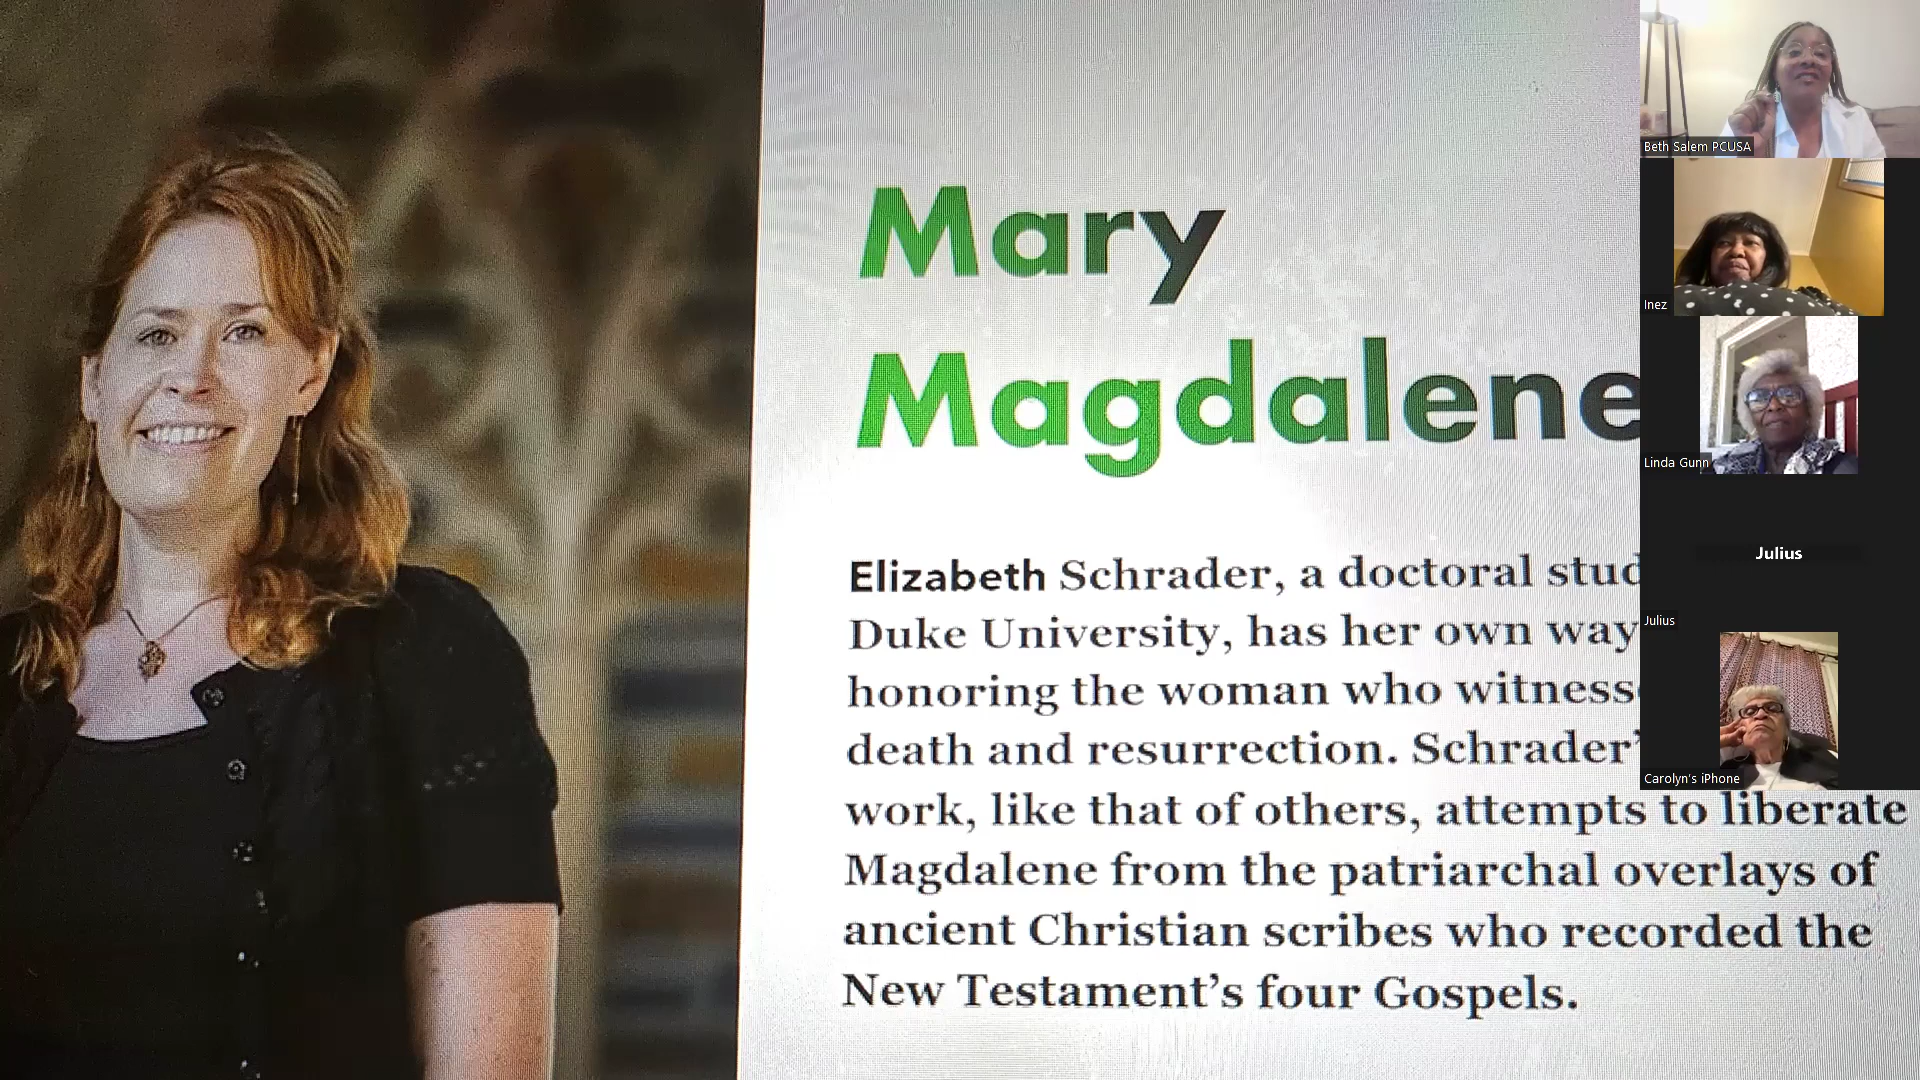 Mary
Magdalene
Elizabeth Schrader, a doctoral stud
Duke University, has her own way
honoring the woman who witness
death and resurrection. Schrader’
work, like that of others, attempts to liberate
Magdalene from the patriarchal overlays of
ancient Christian scribes who recorded the
New Testament’s four Gospels.
Beth Salem PCUSA
Inez
Linda Gunn
Julius
Julius
Carolyn's iPhone